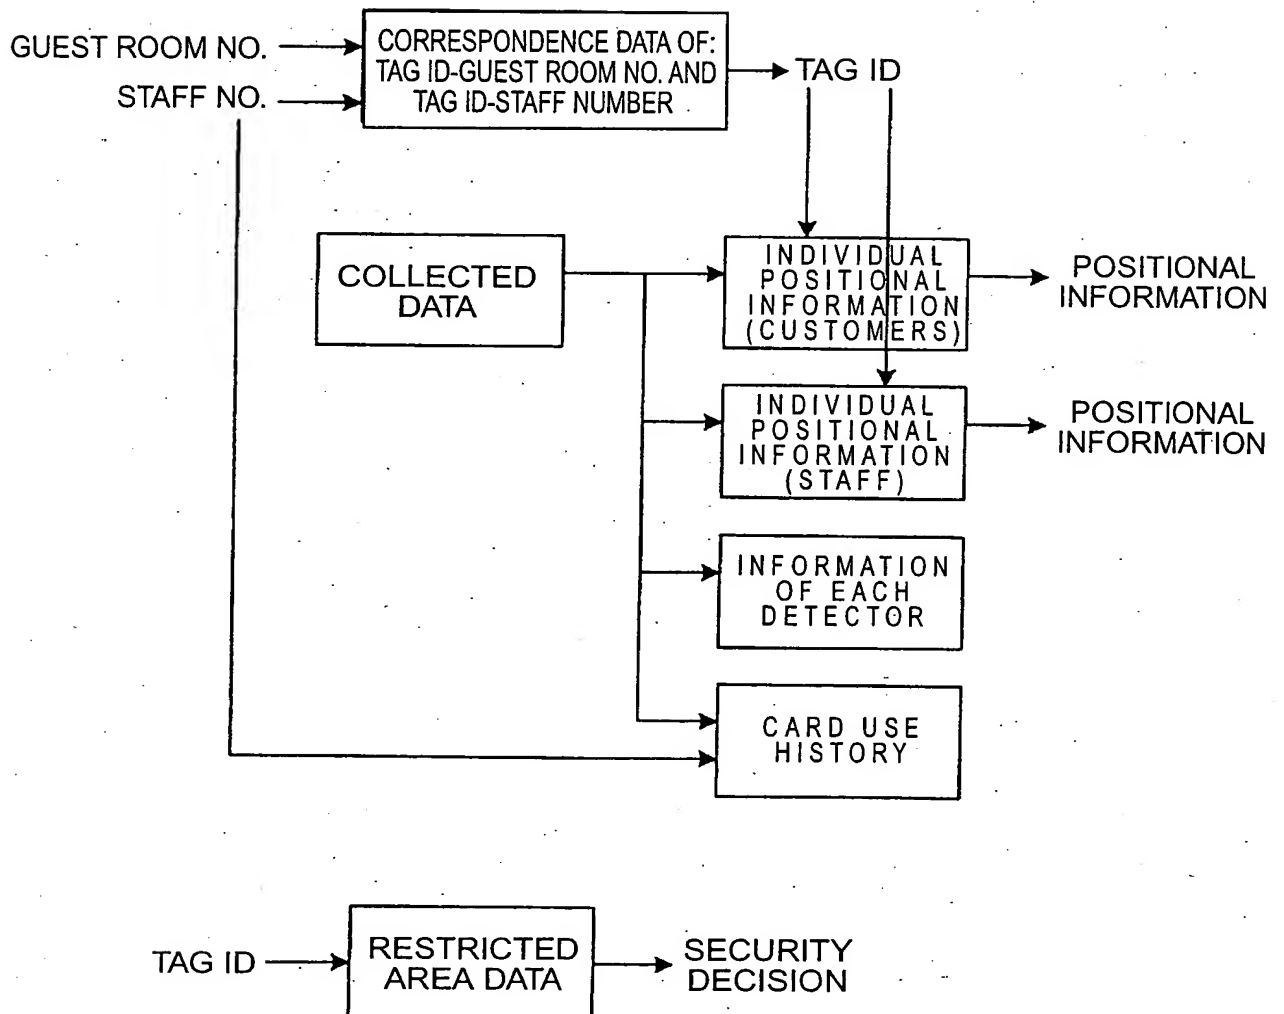 GUEST ROOM NO.
STAFF NO.
CORRESPONDENCE DATA OF:
TAG ID-GUEST ROOM NO. AND
TAG ID-STAFF NUMBER
TAG ID
COLLECTED
DATA
INDIVIDUAL
POSITIONAL
INFORMATION
(CUSTOMERS)
POSITIONAL
INFORMATION
INDIVIDUAL
POSITIONAL
INFORMATION
(STAFF)
POSITIONAL
INFORMATION
INFORMATION
OF EACH
DETECTOR
CARD USE
HISTORY
TAG ID
RESTRICTED
AREA DATA
SECURITY
DECISION